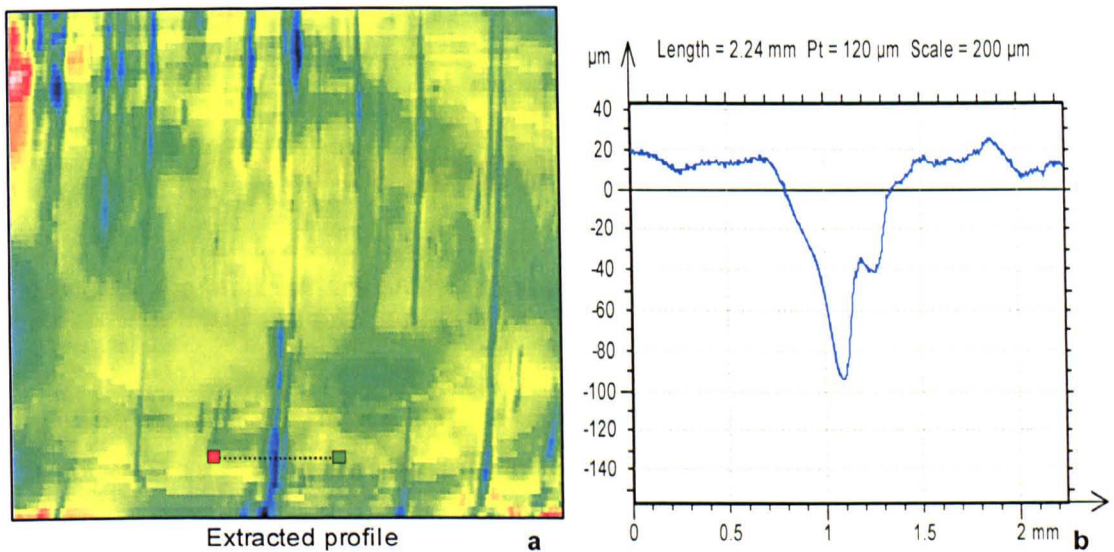 Extracted profile
a
µm
Length = 2.24 mm Pt = 120 µm Scale = 200 µm
40
20
0
-20
-40
-60
-80
-100
-120
-140
0 0.5 1 1.5 2 mm
b